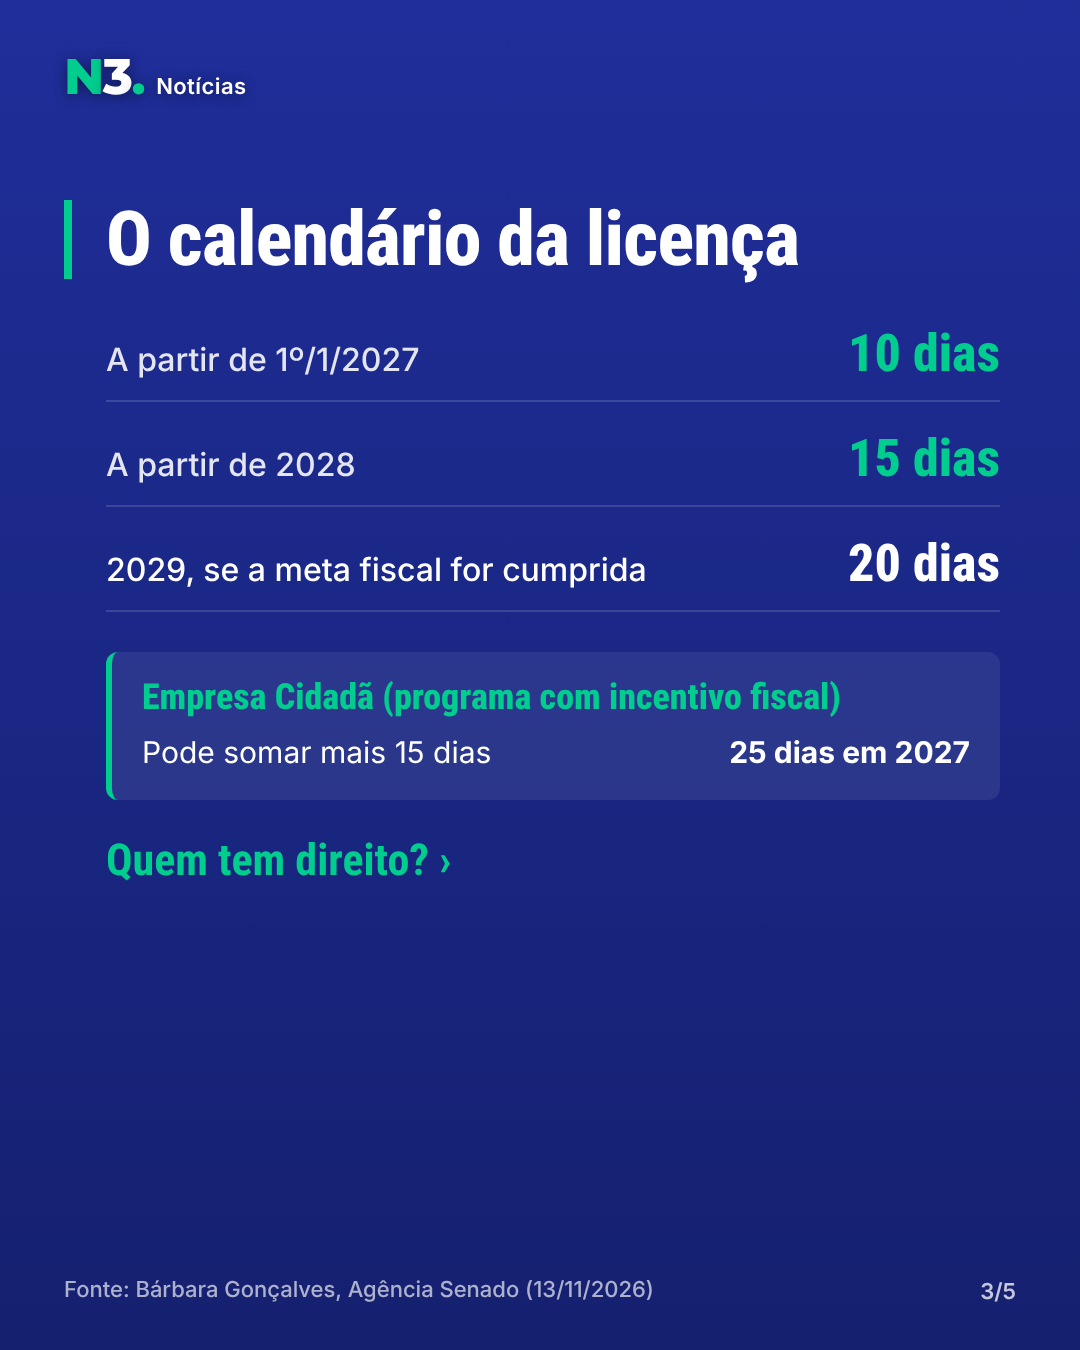 N3. Notícias
O calendário da licença
A partir de 1º/1/2027 10 dias
A partir de 2028 15 dias
2029, se a meta fiscal for cumprida 20 dias
Empresa Cidadã (programa com incentivo fiscal)
Pode somar mais 15 dias 25 dias em 2027
Quem tem direito? ›
Fonte: Bárbara Gonçalves, Agência Senado (13/11/2026) 3/5